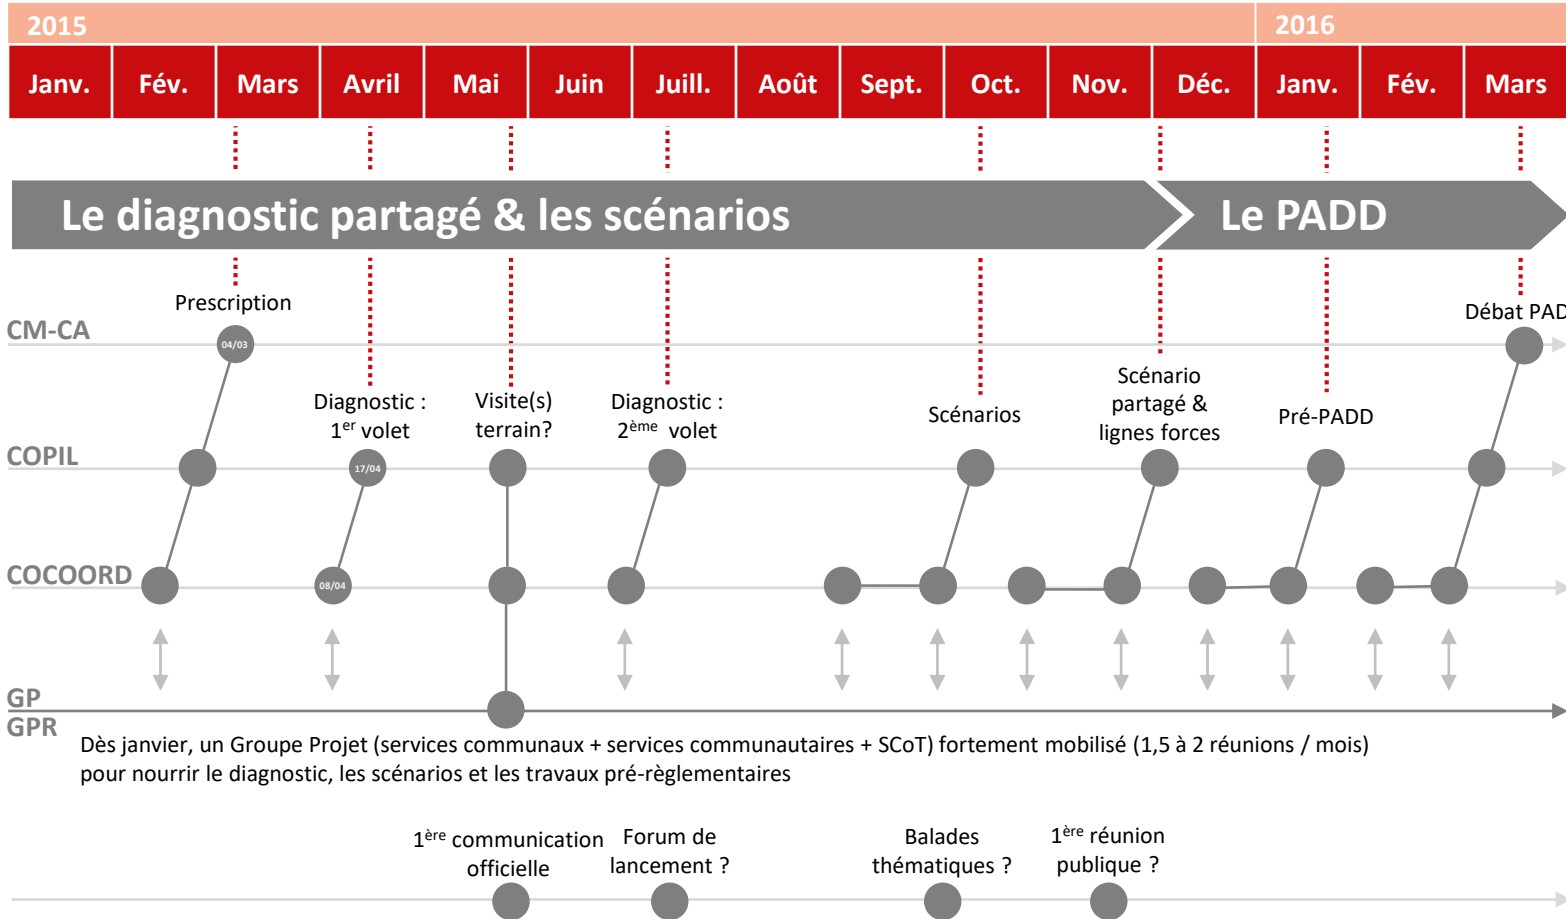 2015 2016
Janv. Fév. Mars Avril Mai Juin Juill. Août Sept. Oct. Nov. Déc. Janv. Fév. Mars
Le diagnostic partagé & les scénarios Le PADD
Prescription
Débat PAD
CM-CA
04/03
Diagnostic :
1er volet
Visite(s)
terrain?
Diagnostic :
2ème volet
Scénarios
Scénario
partagé &
lignes forces
Pré-PADD
COPIL
17/04
COCOORD
08/04
GP
GPR
Dès janvier, un Groupe Projet (services communaux + services communautaires + SCoT) fortement mobilisé (1,5 à 2 réunions / mois)
pour nourrir le diagnostic, les scénarios et les travaux pré-règlementaires
1ère communication
officielle
Forum de
lancement ?
Balades
thématiques ?
1ère réunion
publique ?